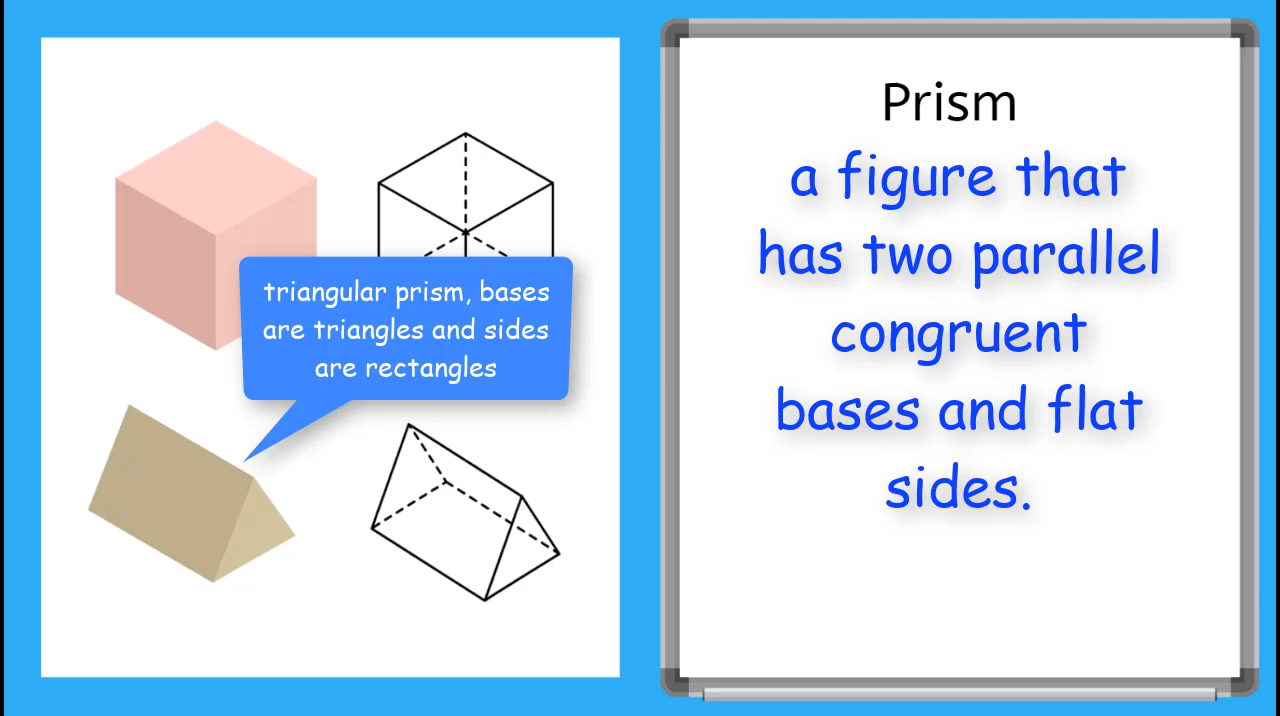 triangular prism, bases
are triangles and sides
are rectangles
Prism
a figure that
has two parallel
congruent
bases and flat
sides.